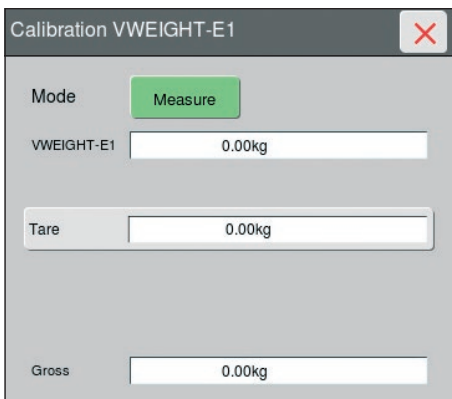 Calibration VWEIGHT-E1
Mode Measure
VWEIGHT-E1 0.00kg
Tare 0.00kg
Gross 0.00kg